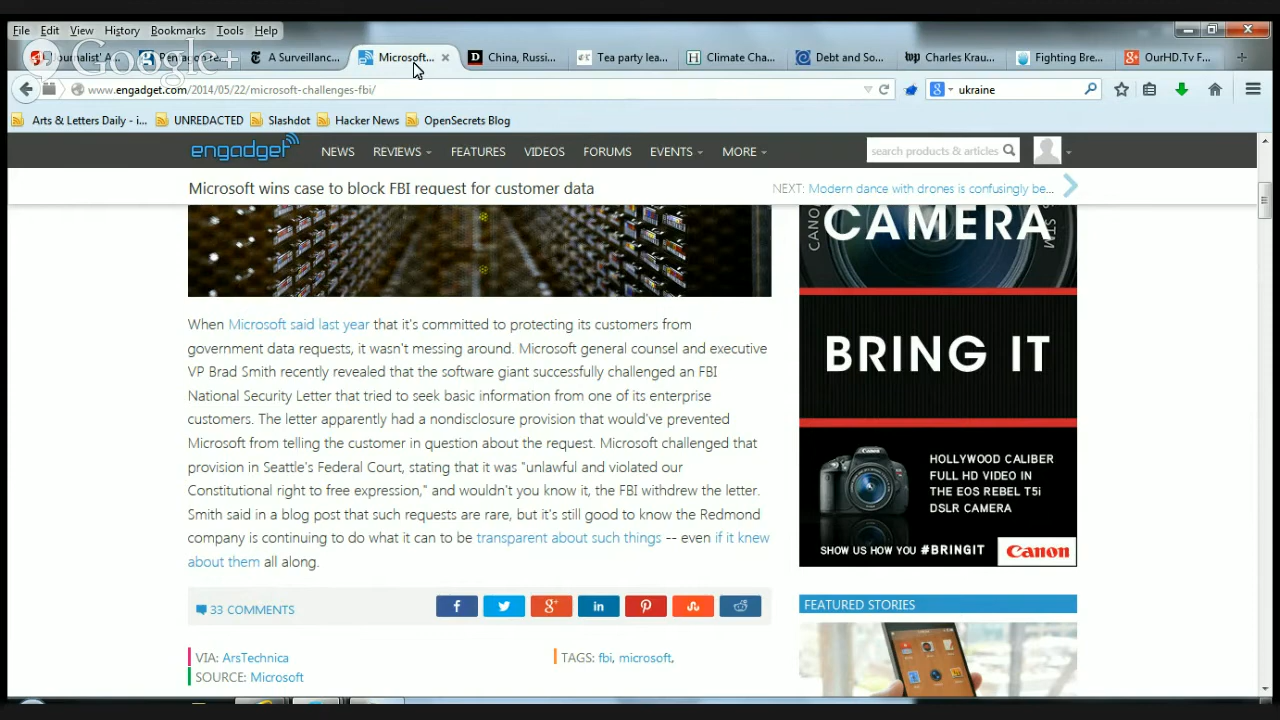 File Edit View History Bookmarks Tools Help
Google+
Journalist' A... Pentagon re... A Surveillanc... Microsoft... China, Russi... Tea party lea... Climate Cha... Debt and So... Charles Krau... Fighting Bre... OurHD.Tv F...
www.engadget.com/2014/05/22/microsoft-challenges-fbi/ ukraine
Arts & Letters Daily - i... UNREDACTED Slashdot Hacker News OpenSecrets Blog
engadget NEWS REVIEWS FEATURES VIDEOS FORUMS EVENTS MORE search products & articles
Microsoft wins case to block FBI request for customer data NEXT: Modern dance with drones is confusingly be...
When Microsoft said last year that it's committed to protecting its customers from
government data requests, it wasn't messing around. Microsoft general counsel and executive
VP Brad Smith recently revealed that the software giant successfully challenged an FBI
National Security Letter that tried to seek basic information from one of its enterprise
customers. The letter apparently had a nondisclosure provision that would've prevented
Microsoft from telling the customer in question about the request. Microsoft challenged that
provision in Seattle's Federal Court, stating that it was "unlawful and violated our
Constitutional right to free expression," and wouldn't you know it, the FBI withdrew the letter.
Smith said in a blog post that such requests are rare, but it's still good to know the Redmond
company is continuing to do what it can to be transparent about such things -- even if it knew
about them all along.
33 COMMENTS
VIA: ArsTechnica TAGS: fbi, microsoft,
SOURCE: Microsoft
CANON
STM
CAMERA
BRING IT
HOLLYWOOD CALIBER
FULL HD VIDEO IN
THE EOS REBEL T5i
DSLR CAMERA
SHOW US HOW YOU #BRINGIT Canon
FEATURED STORIES